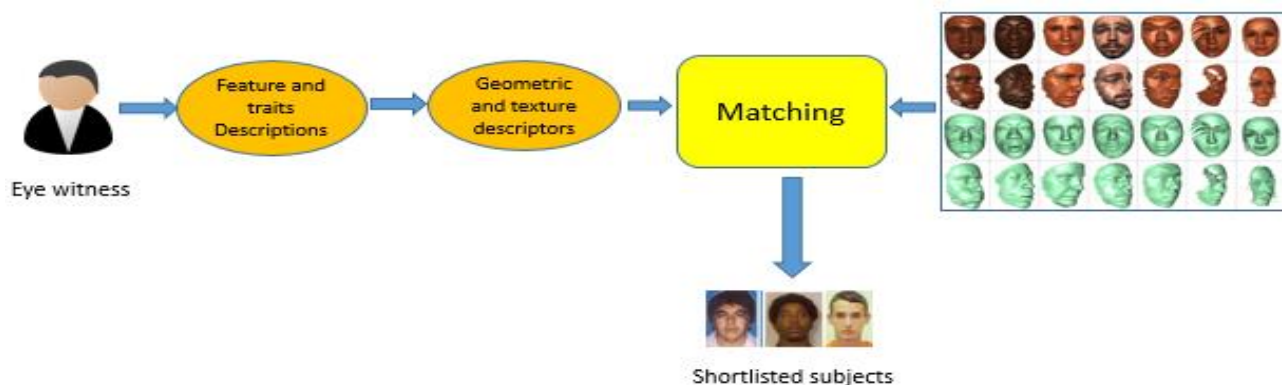 Eye witness
Feature and
traits
Descriptions
Geometric
and texture
descriptors
Matching
Shortlisted subjects